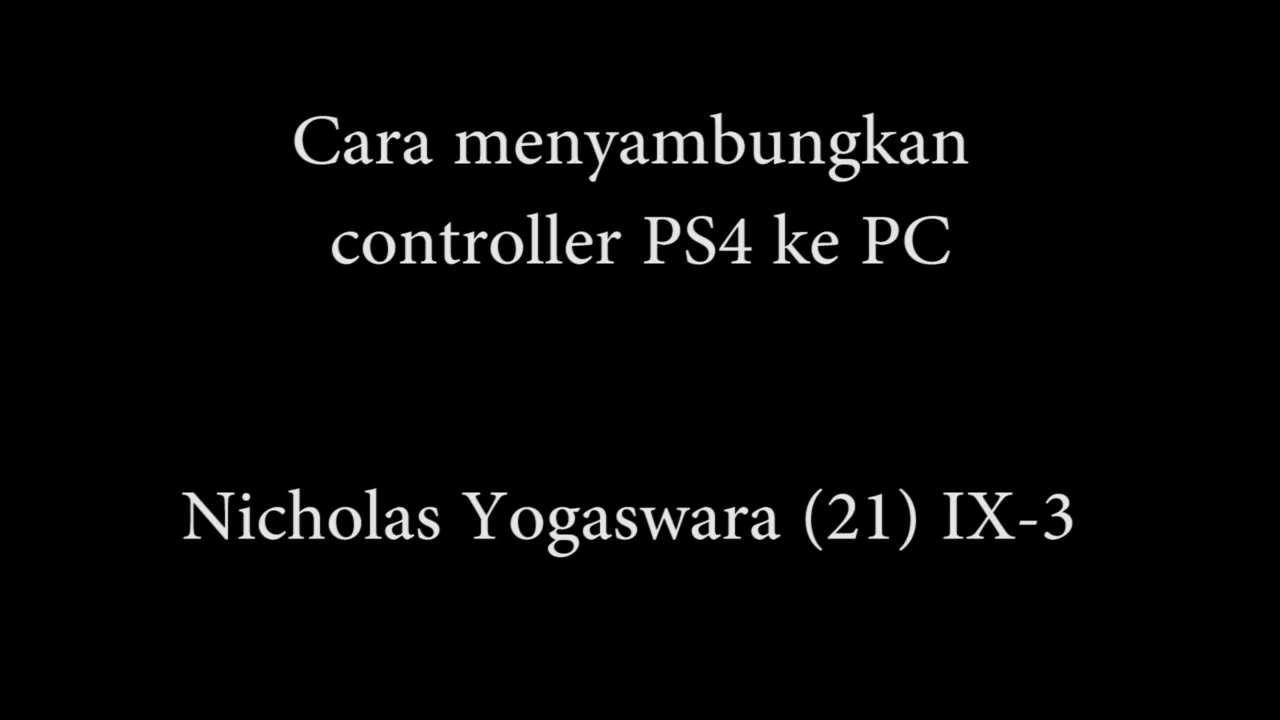 Cara menyambungkan
controller PS4 ke PC
Nicholas Yogaswara (21) IX-3